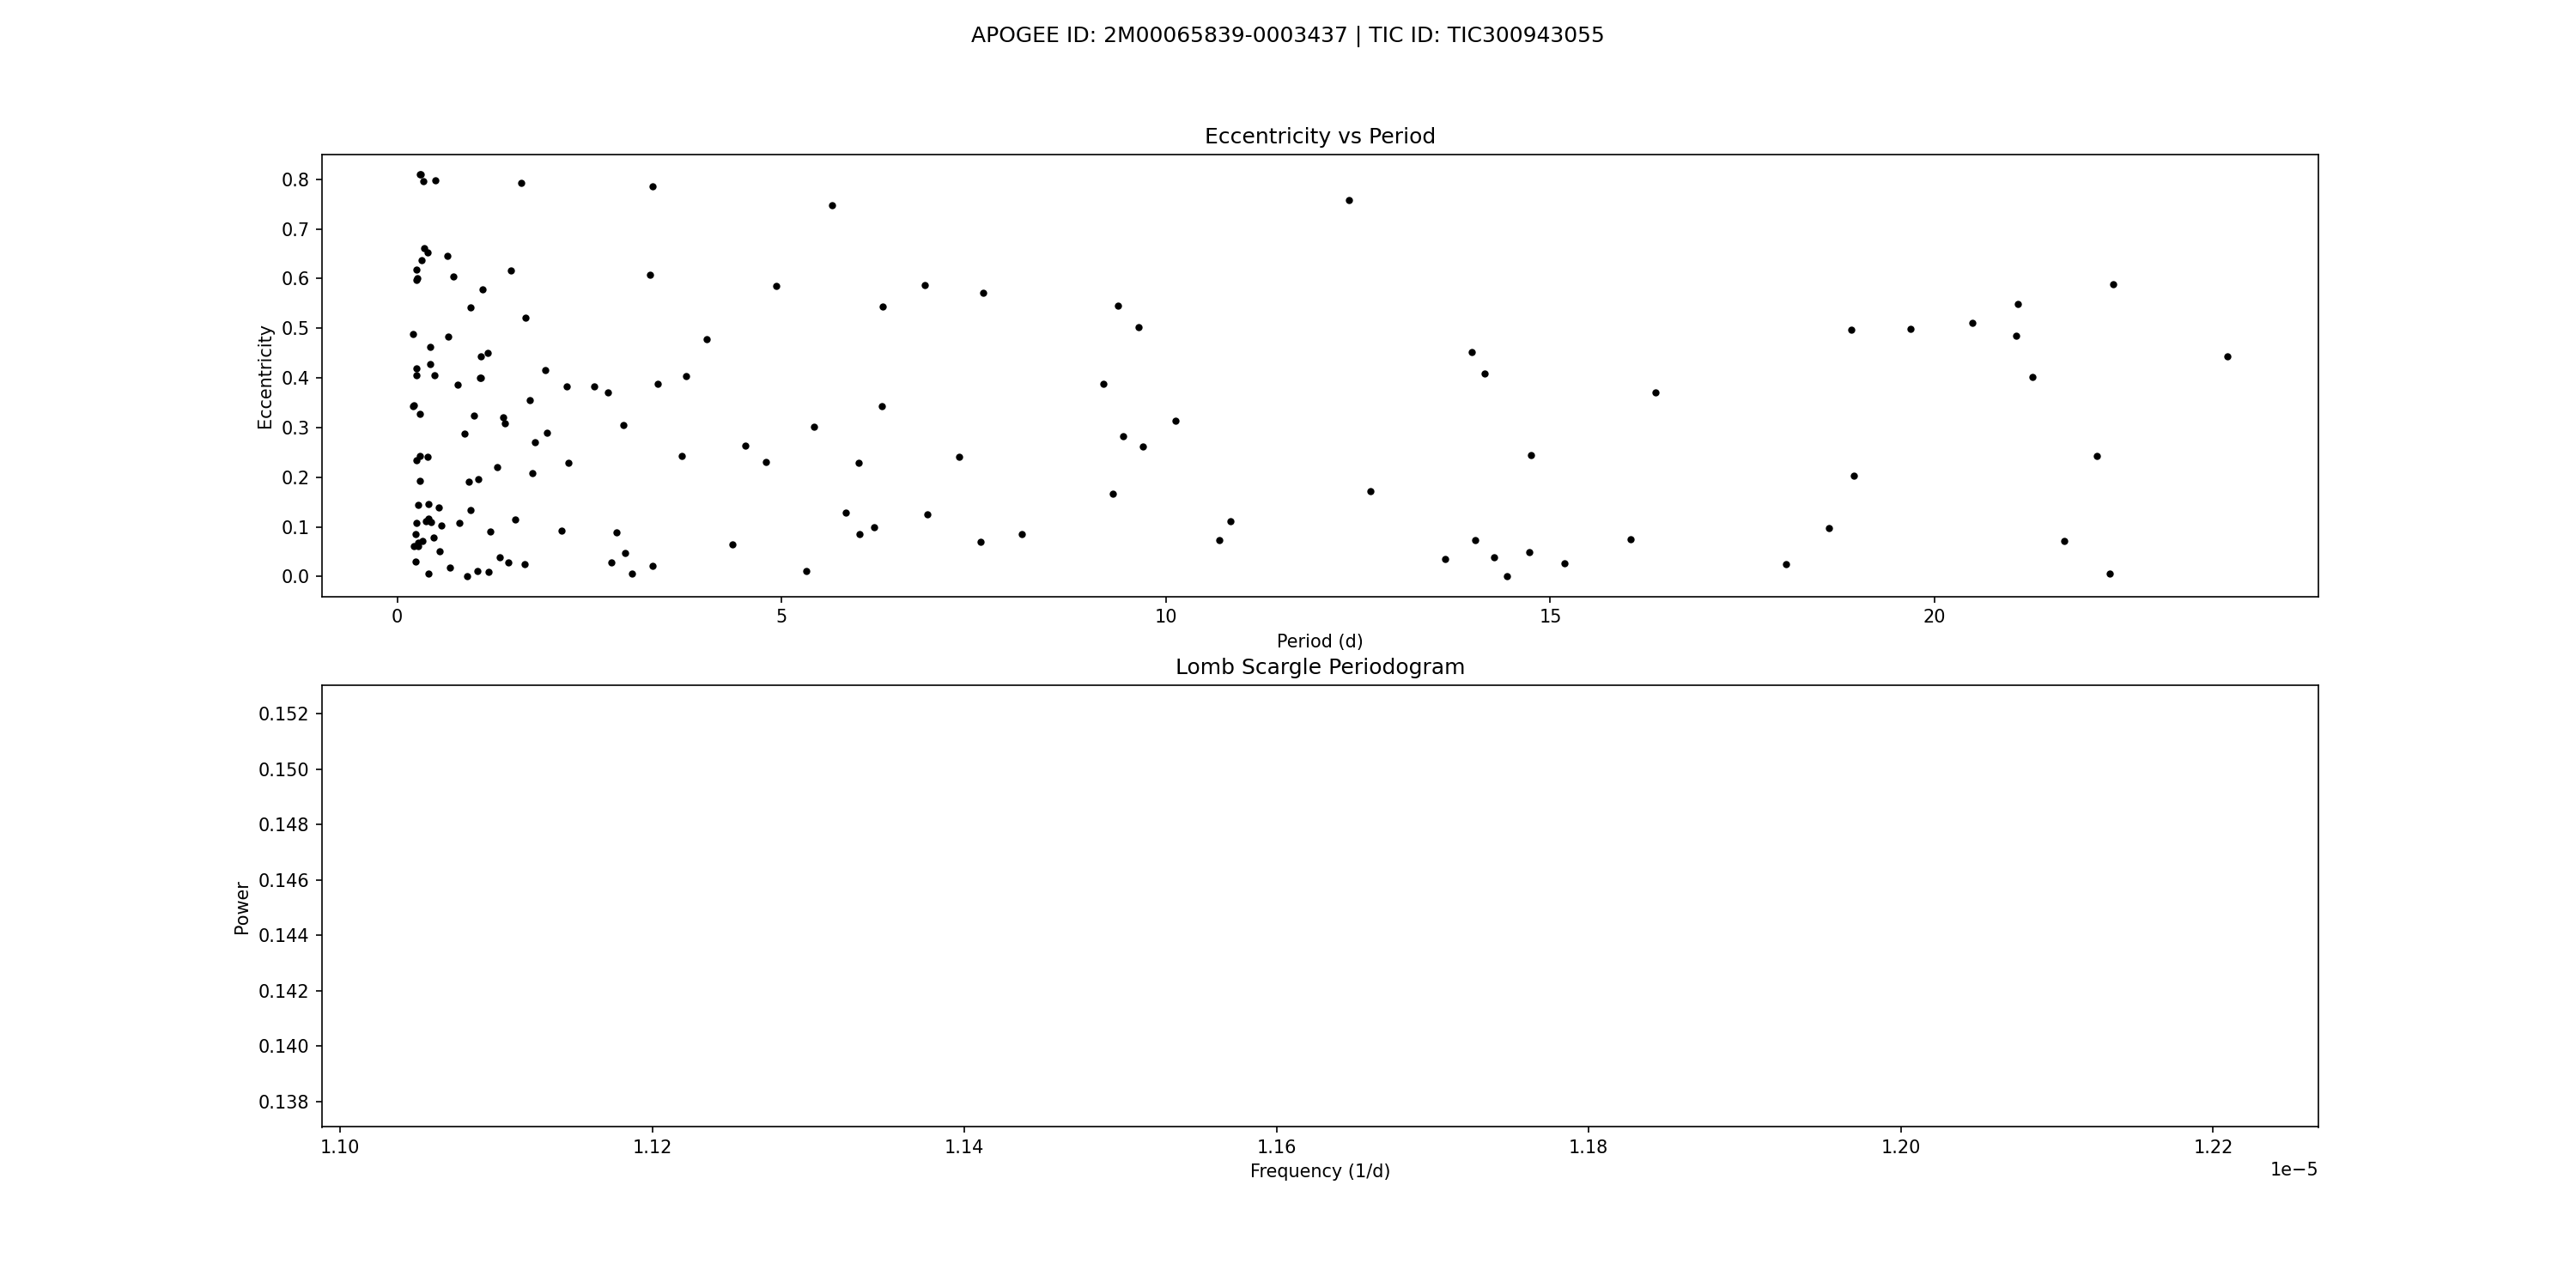 APOGEE ID: 2M00065839-0003437 | TIC ID: TIC300943055
Eccentricity vs Period
0.8
0.7
0.6
0.5
0.4
0.3
0.2
0.1
0.0
Eccentricity
0 5 10 15 20
Period (d)
Lomb Scargle Periodogram
0.152
0.150
0.148
0.146
0.144
0.142
0.140
0.138
Power
1.10 1.12 1.14 1.16 1.18 1.20 1.22
Frequency (1/d)
1e−5